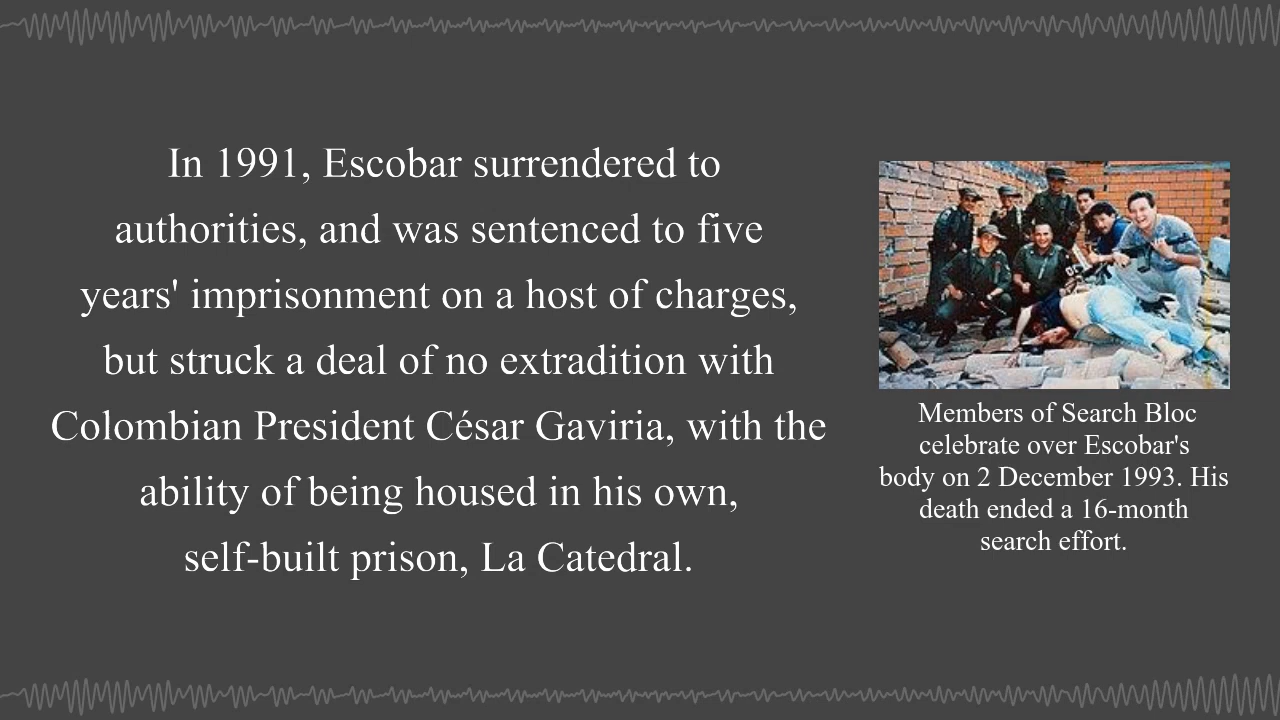 In 1991, Escobar surrendered to
authorities, and was sentenced to five
years' imprisonment on a host of charges,
but struck a deal of no extradition with
Colombian President César Gaviria, with the
ability of being housed in his own,
self-built prison, La Catedral.
Members of Search Bloc
celebrate over Escobar's
body on 2 December 1993. His
death ended a 16-month
search effort.